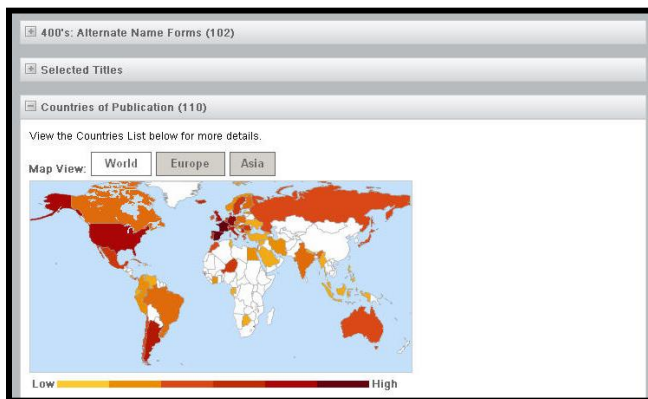 400's: Alternate Name Forms (102)
Selected Titles
Countries of Publication (110)
View the Countries List below for more details.
Map View: World Europe Asia
Low High